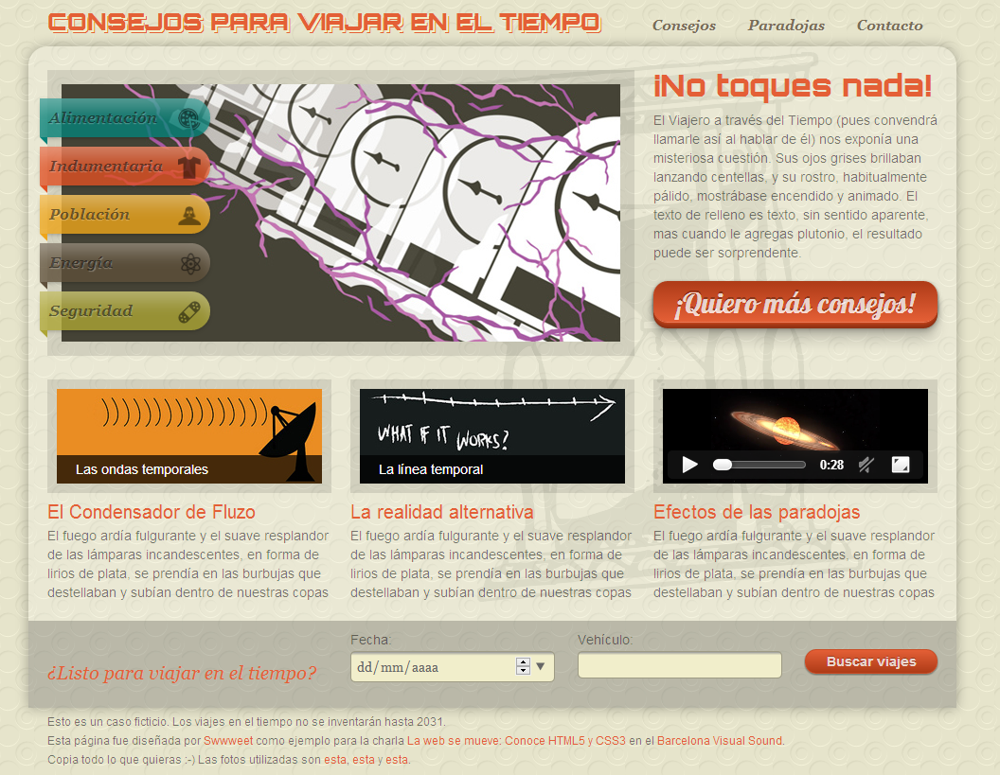 CONSEJOS PARA VIAJAR EN EL TIEMPO
Consejos Paradojas Contacto
Alimentación
Indumentaria
Población
Energía
Seguridad
¡No toques nada!
El Viajero a través del Tiempo (pues convendrá
llamarle así al hablar de él) nos exponía una
misteriosa cuestión. Sus ojos grises brillaban
lanzando centellas, y su rostro, habitualmente
pálido, mostrábase encendido y animado. El
texto de relleno es texto, sin sentido aparente,
mas cuando le agregas plutonio, el resultado
puede ser sorprendente.
¡Quiero más consejos!
Las ondas temporales
El Condensador de Fluzo
El fuego ardía fulgurante y el suave resplandor
de las lámparas incandescentes, en forma de
lirios de plata, se prendía en las burbujas que
destellaban y subían dentro de nuestras copas
WHAT IF IT WORKS?
La línea temporal
La realidad alternativa
El fuego ardía fulgurante y el suave resplandor
de las lámparas incandescentes, en forma de
lirios de plata, se prendía en las burbujas que
destellaban y subían dentro de nuestras copas
0:28
Efectos de las paradojas
El fuego ardía fulgurante y el suave resplandor
de las lámparas incandescentes, en forma de
lirios de plata, se prendía en las burbujas que
destellaban y subían dentro de nuestras copas
¿Listo para viajar en el tiempo?
Fecha:
dd/mm/aaaa
Vehículo:
Buscar viajes
Esto es un caso ficticio. Los viajes en el tiempo no se inventarán hasta 2031.
Esta página fue diseñada por Swwweet como ejemplo para la charla La web se mueve: Conoce HTML5 y CSS3 en el Barcelona Visual Sound.
Copia todo lo que quieras :-) Las fotos utilizadas son esta, esta y esta.